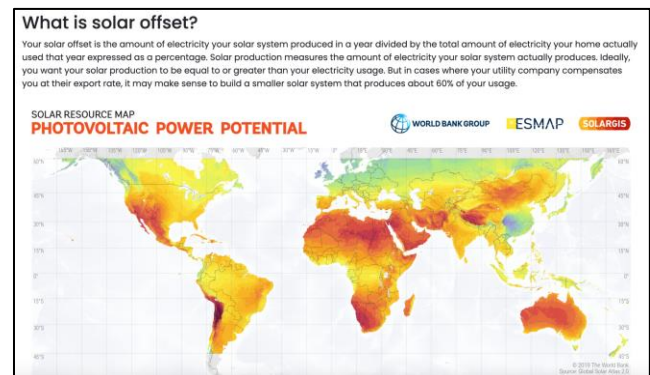 What is solar offset?
Your solar offset is the amount of electricity your solar system produced in a year divided by the total amount of electricity your home actually
used that year expressed as a percentage. Solar production measures the amount of electricity your solar system actually produces. Ideally,
you want your solar production to be equal to or greater than your electricity usage. But in cases where your utility company compensates
you at their export rate, it may make sense to build a smaller solar system that produces about 60% of your usage.
SOLAR RESOURCE MAP
PHOTOVOLTAIC POWER POTENTIAL
WORLD BANK GROUP
ESMAP
SOLARGIS
© 2019 The World Bank
Source: Global Solar Atlas 2.0